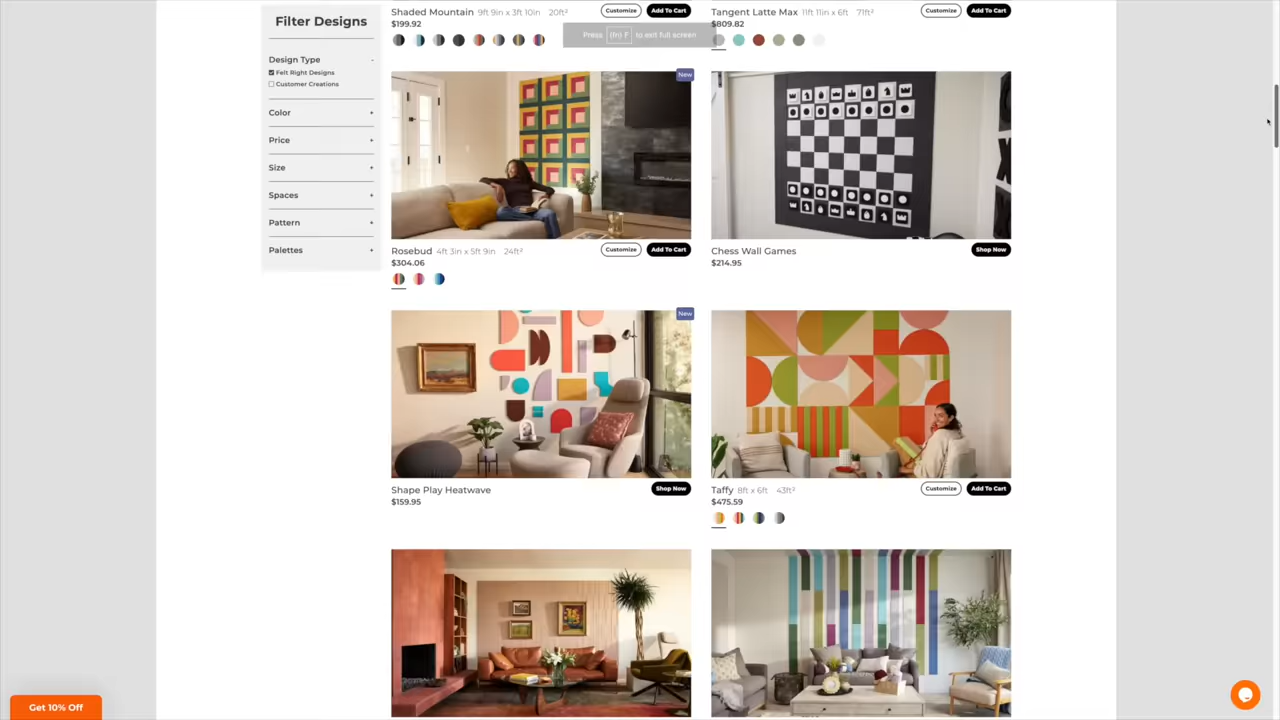 Filter Designs
Design Type -
Felt Right Designs
Customer Creations
Color +
Price +
Size +
Spaces +
Pattern +
Palettes +
Shaded Mountain 9ft 9in x 3ft 10in 20ft²
Customize
Add To Cart
$199.92
Tangent Latte Max 11ft 11in x 6ft 71ft²
Customize
Add To Cart
$809.82
Press (fn) F to exit full screen
New
Rosebud 4ft 3in x 5ft 9in 24ft²
Customize
Add To Cart
$304.06
Chess Wall Games
Shop Now
$214.95
New
Shape Play Heatwave
Shop Now
$159.95
Taffy 8ft x 6ft 43ft²
Customize
Add To Cart
$475.59
Get 10% Off